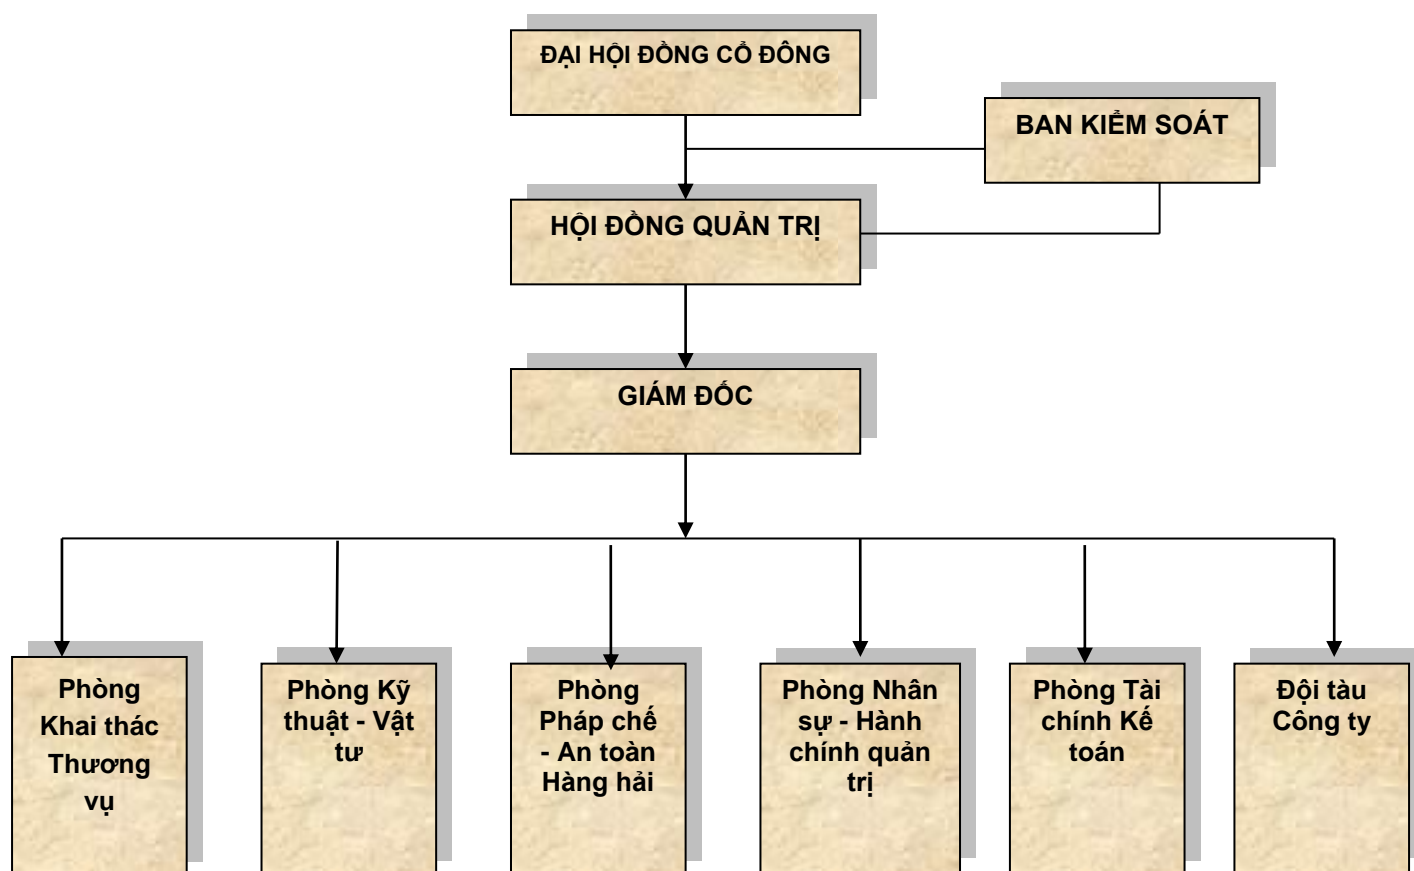 ĐẠI HỘI ĐỒNG CỔ ĐÔNG
BAN KIỂM SOÁT
HỘI ĐỒNG QUẢN TRỊ
GIÁM ĐỐC
Phòng
Khai thác
Thương
vụ
Phòng Kỹ
thuật - Vật
tư
Phòng
Pháp chế
- An toàn
Hàng hải
Phòng Nhân
sự - Hành
chính quản
trị
Phòng Tài
chính Kế
toán
Đội tàu
Công ty